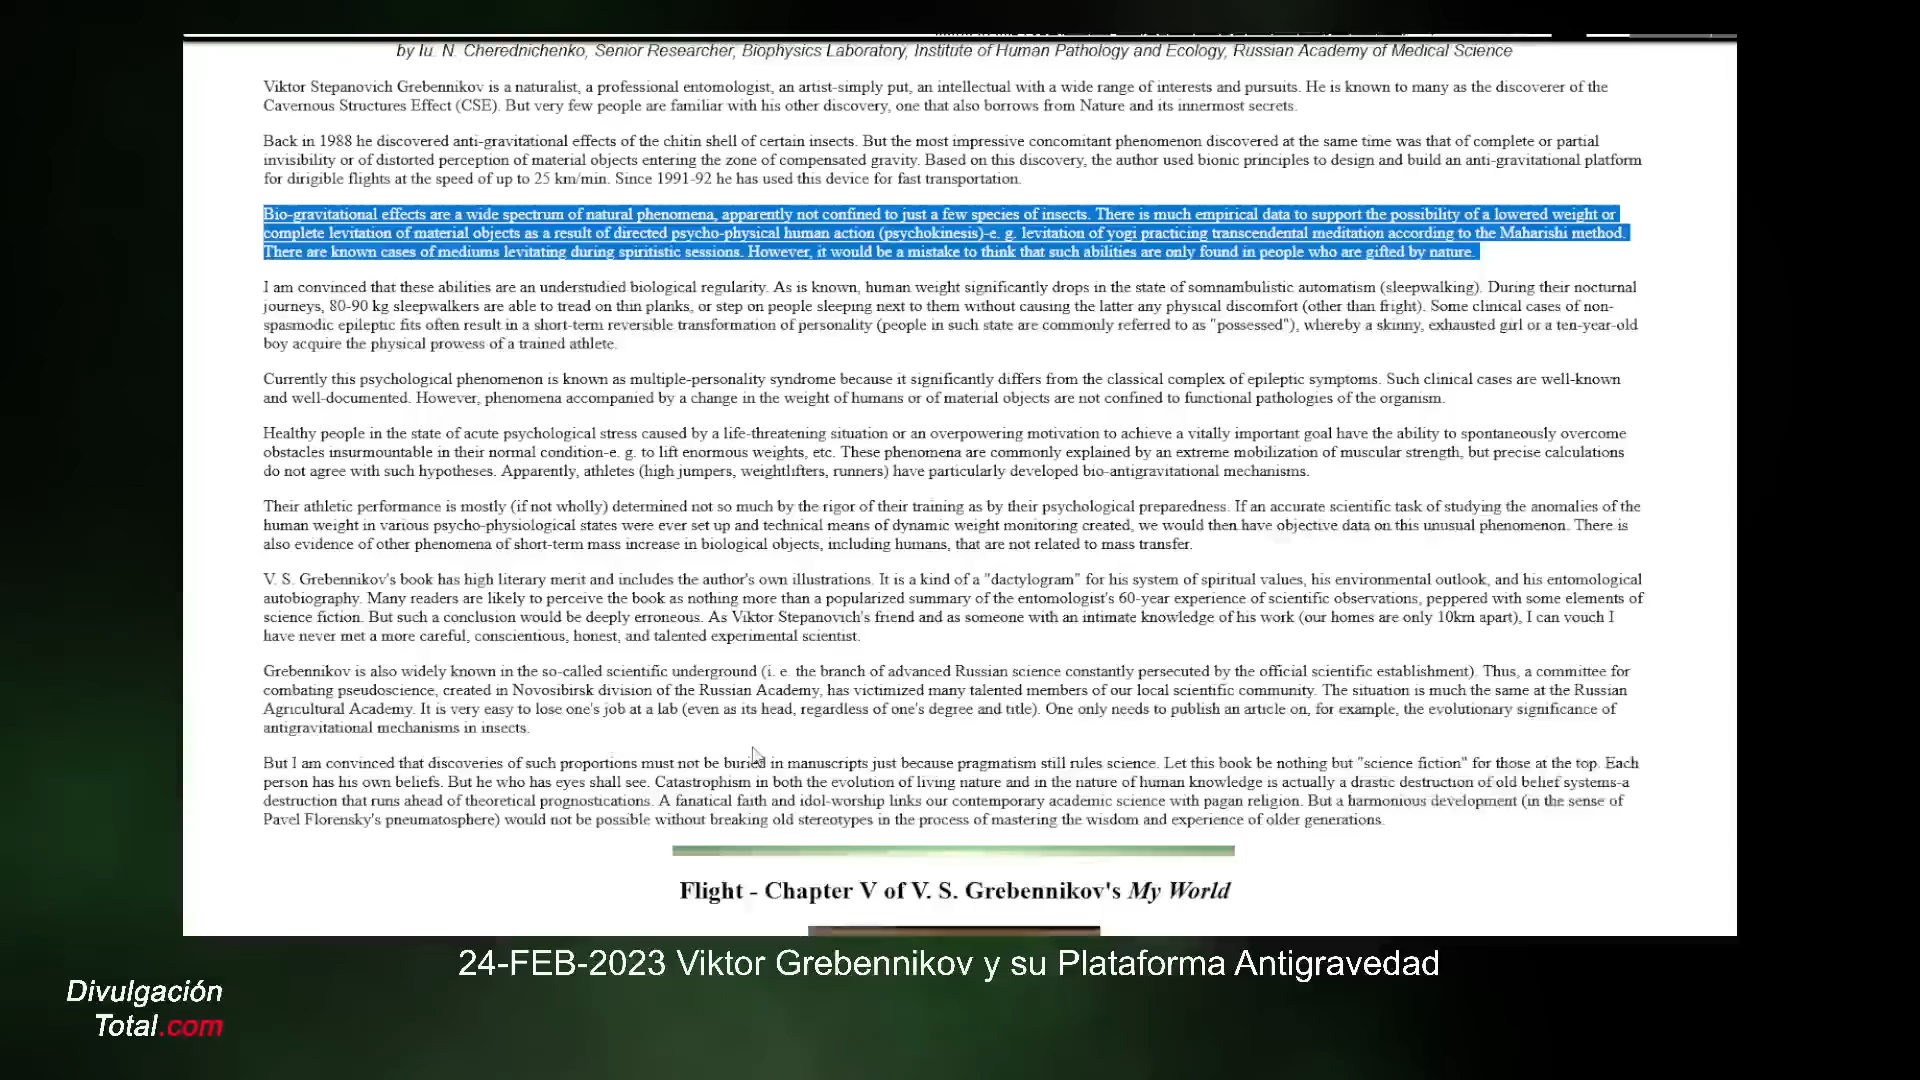 by Iu. N. Cherednichenko, Senior Researcher, Biophysics Laboratory, Institute of Human Pathology and Ecology, Russian Academy of Medical Science
Viktor Stepanovich Grebennikov is a naturalist, a professional entomologist, an artist-simply put, an intellectual with a wide range of interests and pursuits. He is known to many as the discoverer of the
Cavernous Structures Effect (CSE). But very few people are familiar with his other discovery, one that also borrows from Nature and its innermost secrets.
Back in 1988 he discovered anti-gravitational effects of the chitin shell of certain insects. But the most impressive concomitant phenomenon discovered at the same time was that of complete or partial
invisibility or of distorted perception of material objects entering the zone of compensated gravity. Based on this discovery, the author used bionic principles to design and build an anti-gravitational platform
for dirigible flights at the speed of up to 25 km/min. Since 1991-92 he has used this device for fast transportation.
Bio-gravitational effects are a wide spectrum of natural phenomena, apparently not confined to just a few species of insects. There is much empirical data to support the possibility of a lowered weight or
complete levitation of material objects as a result of directed psycho-physical human action (psychokinesis)-e. g. levitation of yogi practicing transcendental meditation according to the Maharishi method.
There are known cases of mediums levitating during spiritistic sessions. However, it would be a mistake to think that such abilities are only found in people who are gifted by nature.
I am convinced that these abilities are an understudied biological regularity. As is known, human weight significantly drops in the state of somnambulistic automatism (sleepwalking). During their nocturnal
journeys, 80-90 kg sleepwalkers are able to tread on thin planks, or step on people sleeping next to them without causing the latter any physical discomfort (other than fright). Some clinical cases of non-
spasmodic epileptic fits often result in a short-term reversible transformation of personality (people in such state are commonly referred to as "possessed"), whereby a skinny, exhausted girl or a ten-year-old
boy acquire the physical prowess of a trained athlete.
Currently this psychological phenomenon is known as multiple-personality syndrome because it significantly differs from the classical complex of epileptic symptoms. Such clinical cases are well-known
and well-documented. However, phenomena accompanied by a change in the weight of humans or of material objects are not confined to functional pathologies of the organism.
Healthy people in the state of acute psychological stress caused by a life-threatening situation or an overpowering motivation to achieve a vitally important goal have the ability to spontaneously overcome
obstacles insurmountable in their normal condition-e. g. to lift enormous weights, etc. These phenomena are commonly explained by an extreme mobilization of muscular strength, but precise calculations
do not agree with such hypotheses. Apparently, athletes (high jumpers, weightlifters, runners) have particularly developed bio-antigravitational mechanisms.
Their athletic performance is mostly (if not wholly) determined not so much by the rigor of their training as by their psychological preparedness. If an accurate scientific task of studying the anomalies of the
human weight in various psycho-physiological states were ever set up and technical means of dynamic weight monitoring created, we would then have objective data on this unusual phenomenon. There is
also evidence of other phenomena of short-term mass increase in biological objects, including humans, that are not related to mass transfer.
V. S. Grebennikov's book has high literary merit and includes the author's own illustrations. It is a kind of a "dactylogram" for his system of spiritual values, his environmental outlook, and his entomological
autobiography. Many readers are likely to perceive the book as nothing more than a popularized summary of the entomologist's 60-year experience of scientific observations, peppered with some elements of
science fiction. But such a conclusion would be deeply erroneous. As Viktor Stepanovich's friend and as someone with an intimate knowledge of his work (our homes are only 10km apart), I can vouch I
have never met a more careful, conscientious, honest, and talented experimental scientist.
Grebennikov is also widely known in the so-called scientific underground (i. e. the branch of advanced Russian science constantly persecuted by the official scientific establishment). Thus, a committee for
combating pseudoscience, created in Novosibirsk division of the Russian Academy, has victimized many talented members of our local scientific community. The situation is much the same at the Russian
Agricultural Academy. It is very easy to lose one's job at a lab (even as its head, regardless of one's degree and title). One only needs to publish an article on, for example, the evolutionary significance of
antigravitational mechanisms in insects.
But I am convinced that discoveries of such proportions must not be buried in manuscripts just because pragmatism still rules science. Let this book be nothing but "science fiction" for those at the top. Each
person has his own beliefs. But he who has eyes shall see. Catastrophism in both the evolution of living nature and in the nature of human knowledge is actually a drastic destruction of old belief systems-a
destruction that runs ahead of theoretical prognostications. A fanatical faith and idol-worship links our contemporary academic science with pagan religion. But a harmonious development (in the sense of
Pavel Florensky's pneumatosphere) would not be possible without breaking old stereotypes in the process of mastering the wisdom and experience of older generations.
Flight - Chapter V of V. S. Grebennikov's My World
24-FEB-2023 Viktor Grebennikov y su Plataforma Antigravedad
Divulgación
Total.com